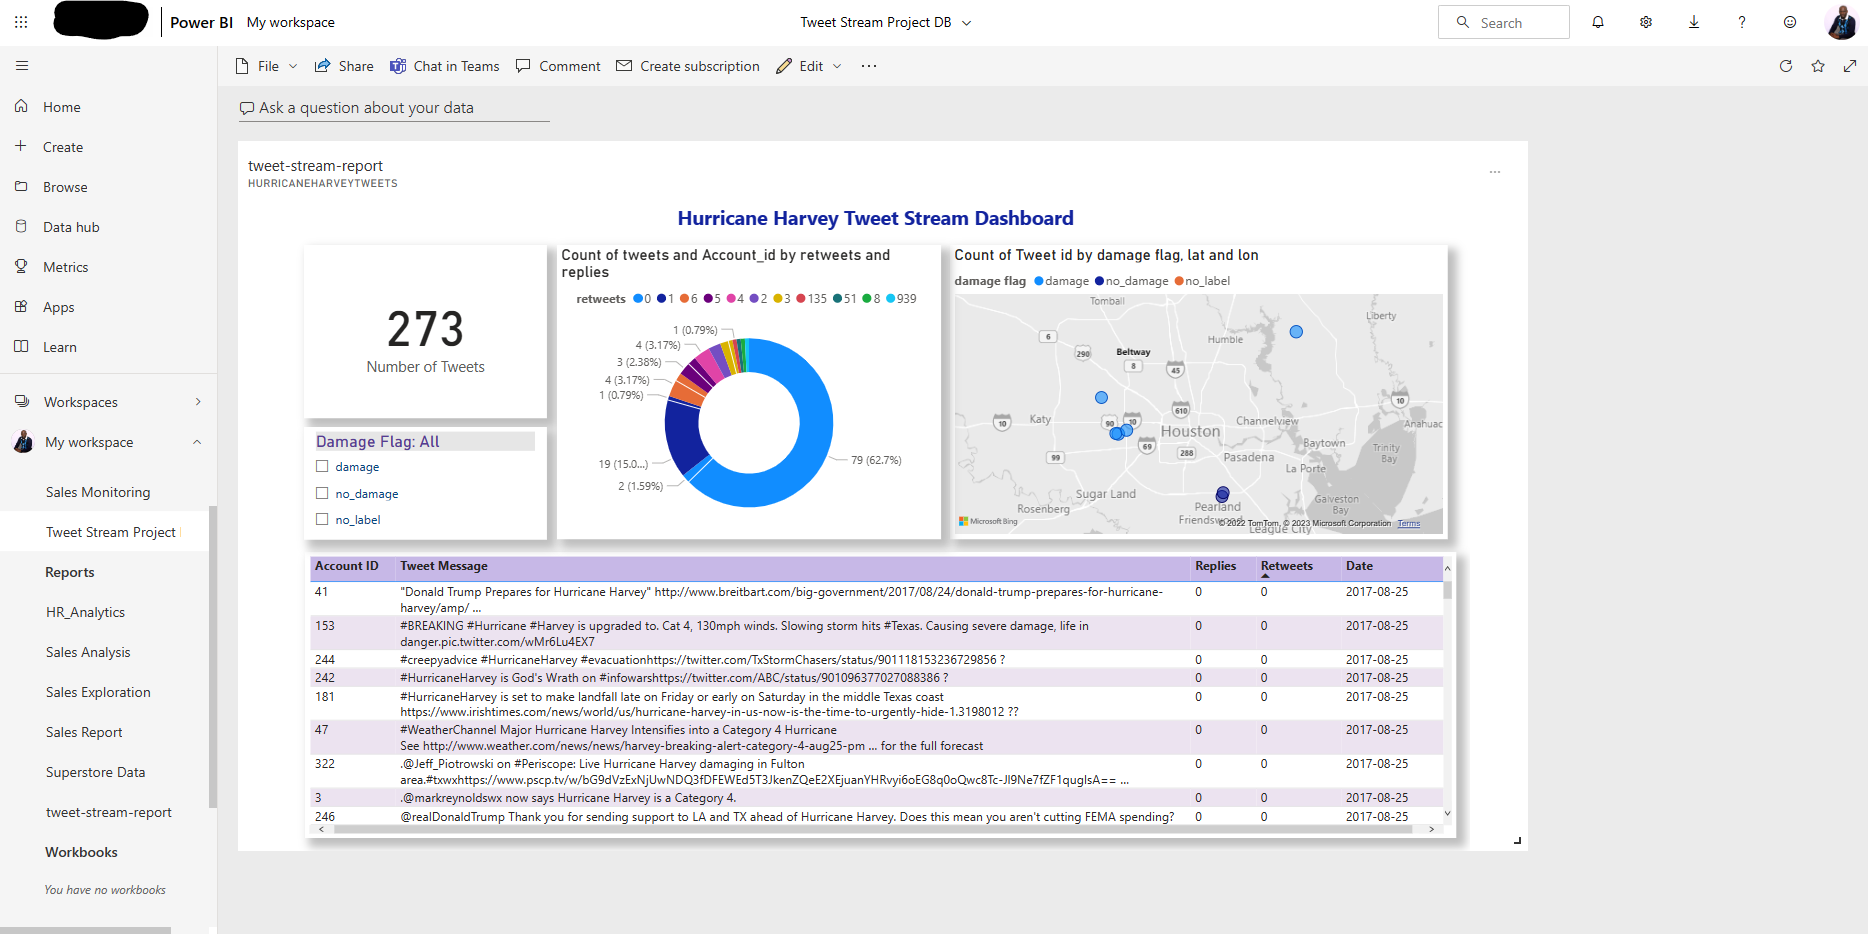 Power BI My workspace
Tweet Stream Project DB
Search
File Share Chat in Teams Comment Create subscription Edit ...
Home
Create
Browse
Data hub
Metrics
Apps
Learn
Workspaces
My workspace
Sales Monitoring
Tweet Stream Project
Reports
HR_Analytics
Sales Analysis
Sales Exploration
Sales Report
Superstore Data
tweet-stream-report
Workbooks
You have no workbooks
Ask a question about your data
tweet-stream-report
HURRICANEHARVEYTWEETS
Hurricane Harvey Tweet Stream Dashboard
273
Number of Tweets
Damage Flag: All
damage
no_damage
no_label
Count of tweets and Account_id by retweets and
replies
retweets 0 1 6 5 4 2 3 135 51 8 939
1 (0.79%)
4 (3.17%)
3 (2.38%)
4 (3.17%)
1 (0.79%)
19 (15.0...)
2 (1.59%)
79 (62.7%)
Count of Tweet id by damage flag, lat and lon
damage flag damage no_damage no_label
Tomball
Liberty
6
Humble
290
Beltway
8
45
10
Katy
10
90
10
610
Houston
Channelview
Anahuac
69
288
Baytown
Trinity
Bay
99
Pasadena
La Porte
Sugar Land
Galveston
Bay
Rosenberg
Pearland
Microsoft Bing
© 2022 TomTom, © 2023 Microsoft Corporation Terms
League City
Account ID Tweet Message Replies Retweets Date
41 "Donald Trump Prepares for Hurricane Harvey" http://www.breitbart.com/big-government/2017/08/24/donald-trump-prepares-for-hurricane- 0 0 2017-08-25
harvey/amp/ ...
153 #BREAKING #Hurricane #Harvey is upgraded to. Cat 4, 130mph winds. Slowing storm hits #Texas. Causing severe damage, life in 0 0 2017-08-25
danger.pic.twitter.com/wMr6Lu4EX7
244 #creepyadvice #HurricaneHarvey #evacuationhttps://twitter.com/TxStormChasers/status/901118153236729856 ? 0 0 2017-08-25
242 #HurricaneHarvey is God's Wrath on #infowarshttps://twitter.com/ABC/status/901096377027088386 ? 0 0 2017-08-25
181 #HurricaneHarvey is set to make landfall late on Friday or early on Saturday in the middle Texas coast 0 0 2017-08-25
https://www.irishtimes.com/news/world/us/hurricane-harvey-in-us-now-is-the-time-to-urgently-hide-1.3198012 ??
47 #WeatherChannel Major Hurricane Harvey Intensifies into a Category 4 Hurricane 0 0 2017-08-25
See http://www.weather.com/news/news/harvey-breaking-alert-category-4-aug25-pm ... for the full forecast
322 .@Jeff_Piotrowski on #Periscope: Live Hurricane Harvey damaging in Fulton 0 0 2017-08-25
area.#txwxhttps://www.pscp.tv/w/bG9dVzExNjUwNDQ3fDFEWEd5T3JkenZQeE2XEjuanYHRvyi6oEG8q0oQwc8Tc-Jl9Ne7fZF1quglsA== ...
3 .@markreynoldswx now says Hurricane Harvey is a Category 4. 0 0 2017-08-25
246 @realDonaldTrump Thank you for sending support to LA and TX ahead of Hurricane Harvey. Does this mean you aren't cutting FEMA spending? 0 0 2017-08-25